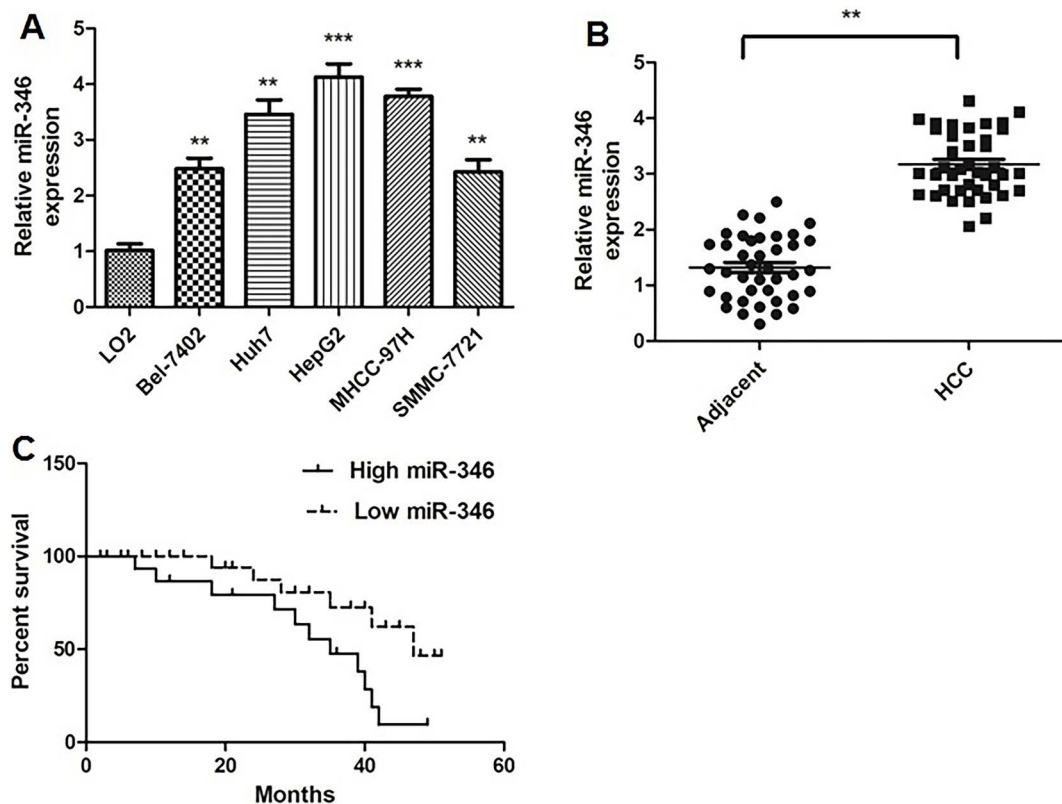 A
Relative miR-346
expression
5
4
3
2
1
0
**
**
***
***
**
LO2
Bel-7402
Huh7
HepG2
MHCC-97H
SMMC-7721
B
Relative miR-346
expression
**
5
4
3
2
1
0
Adjacent
HCC
C
Percent survival
150
100
50
0
High miR-346
Low miR-346
0
20
40
60
Months